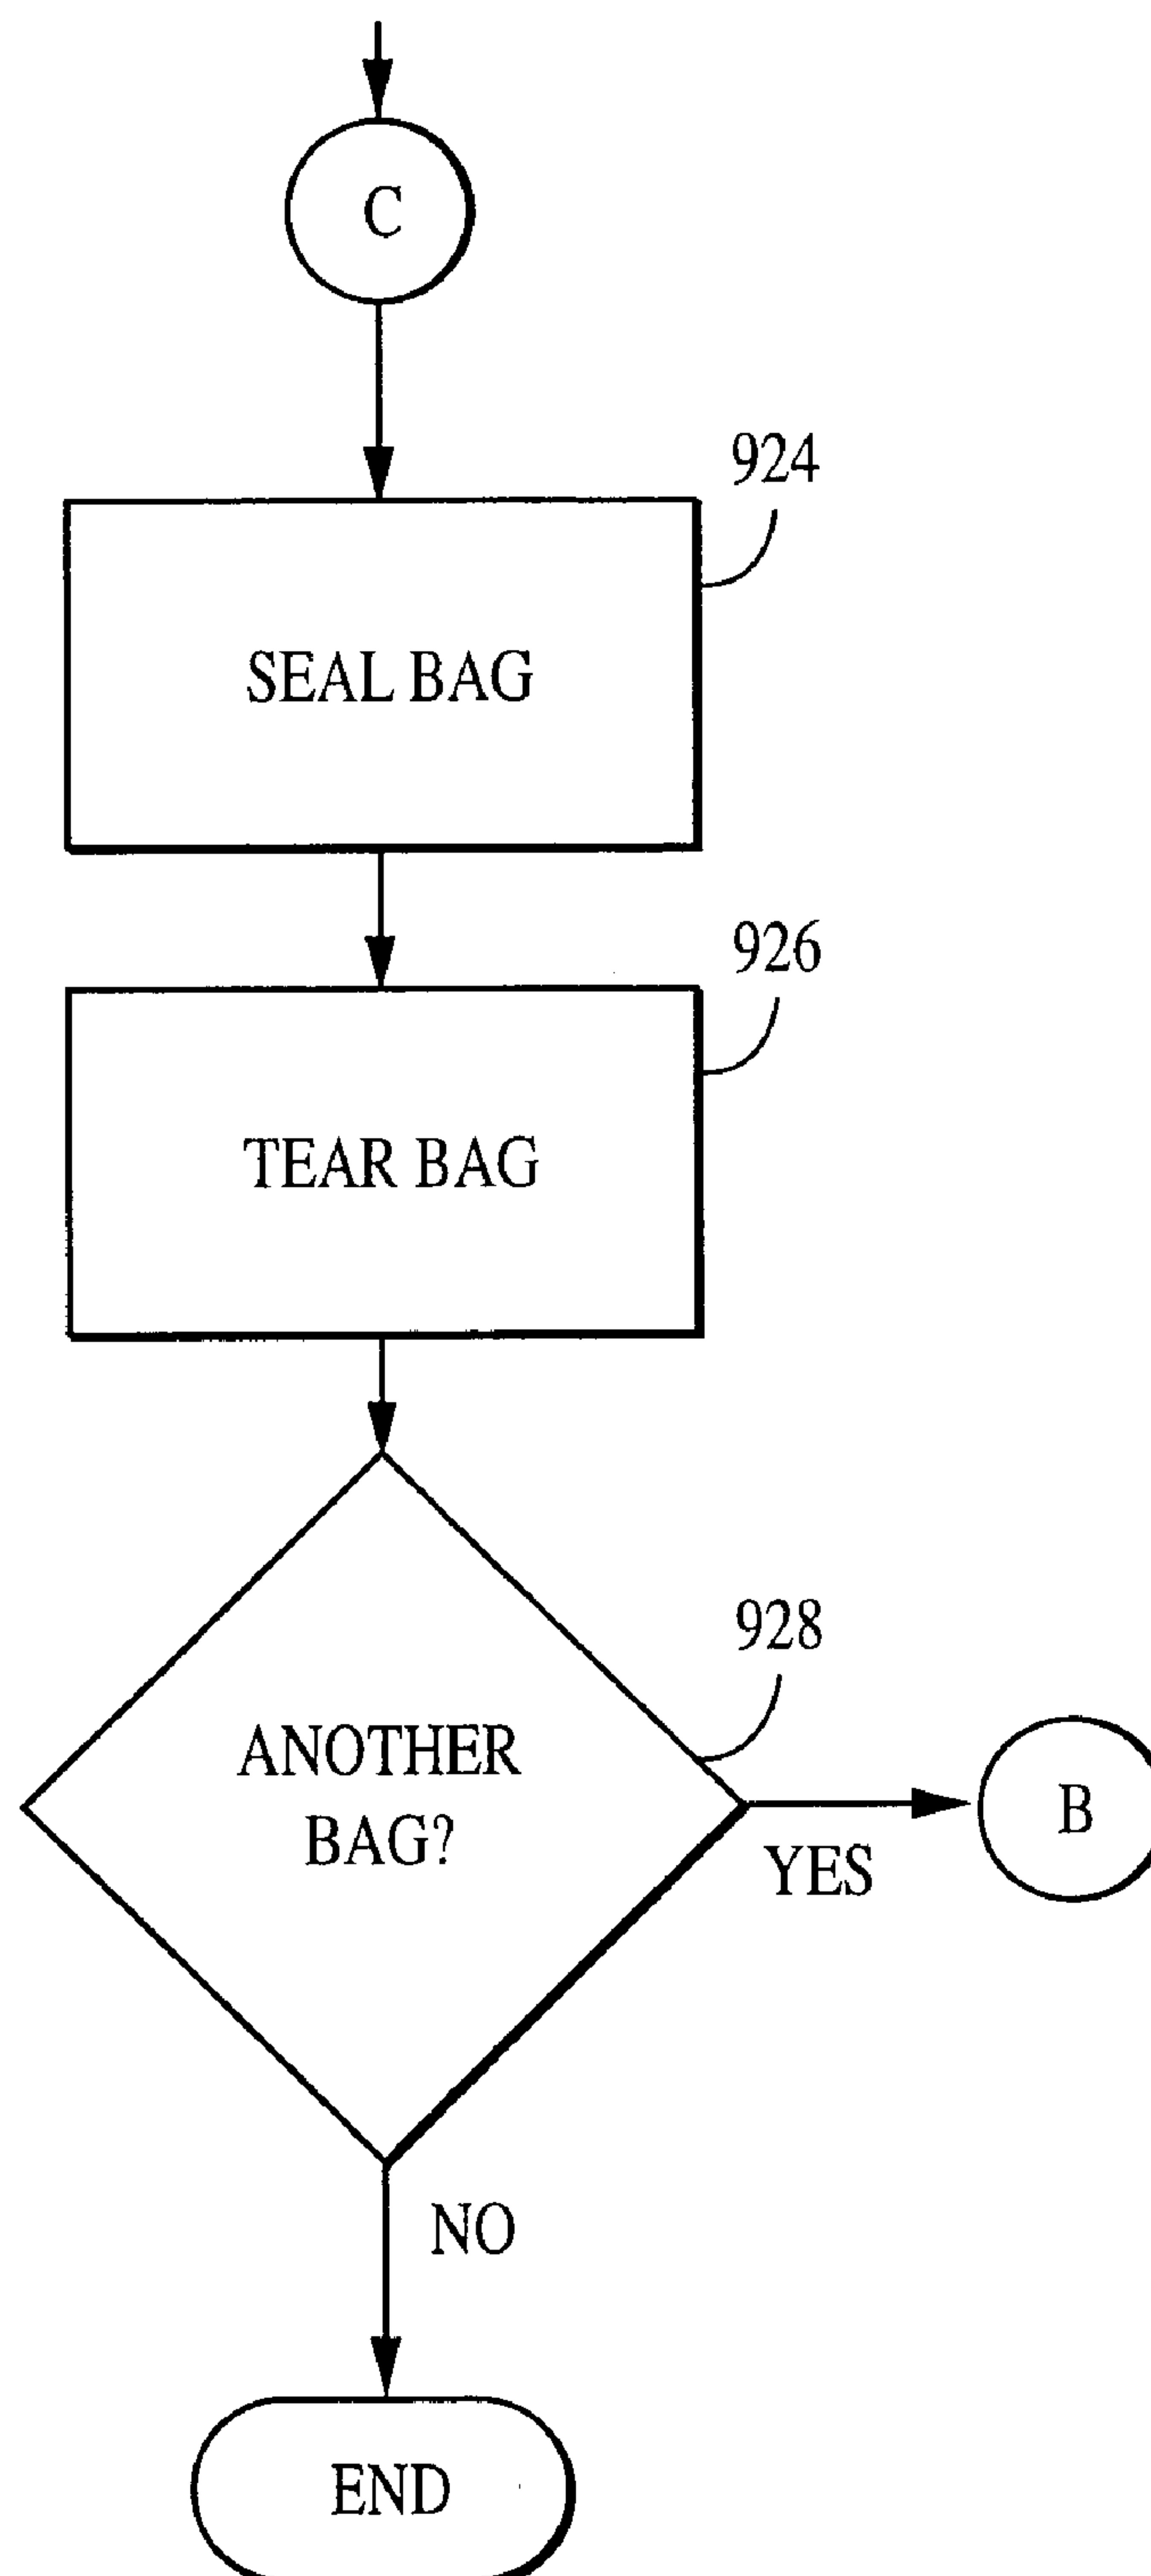 C
924
SEAL BAG
926
TEAR BAG
928
ANOTHER
BAG?
B
YES
NO
END